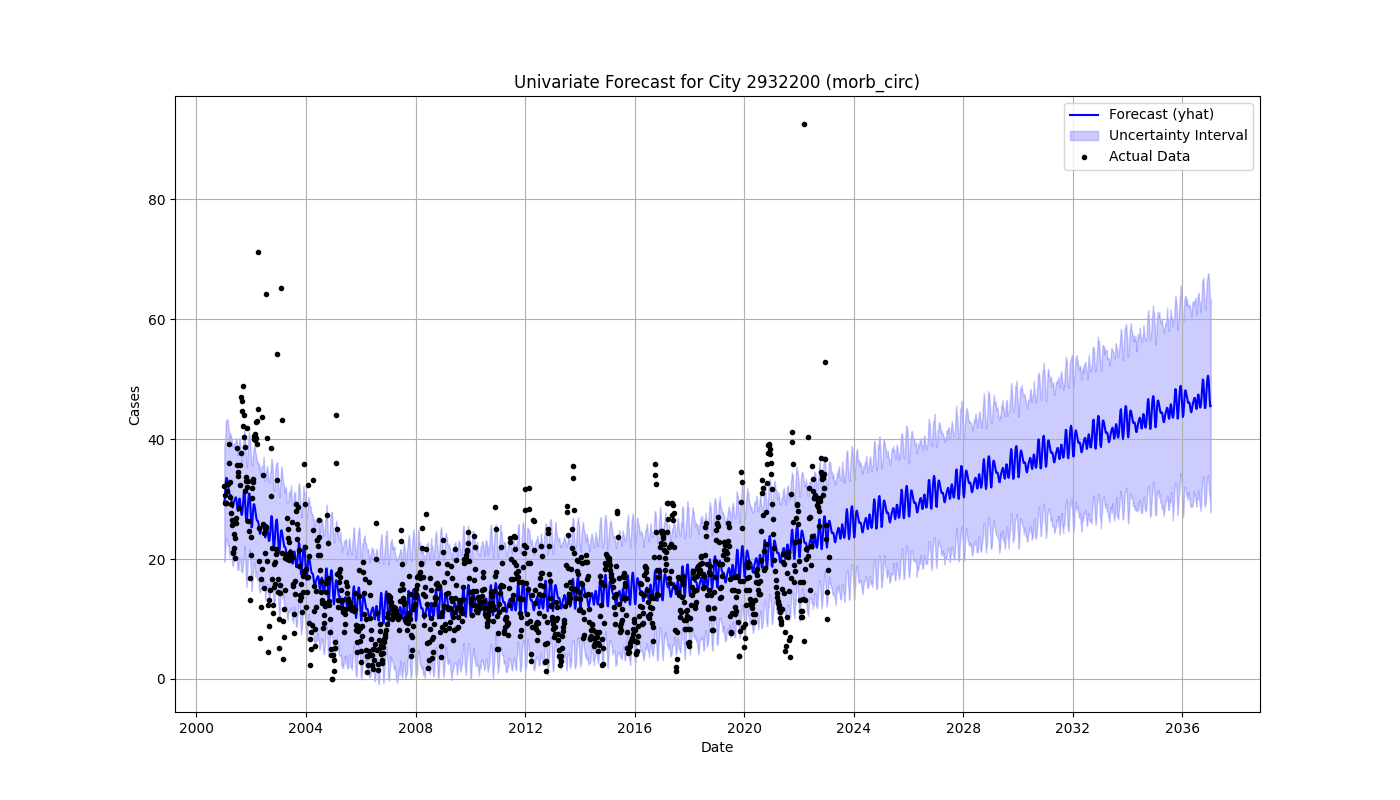 Univariate Forecast for City 2932200 (morb_circ)
Forecast (yhat)
Uncertainty Interval
Actual Data
Cases
80
60
40
20
0
2000 2004 2008 2012 2016 2020 2024 2028 2032 2036
Date